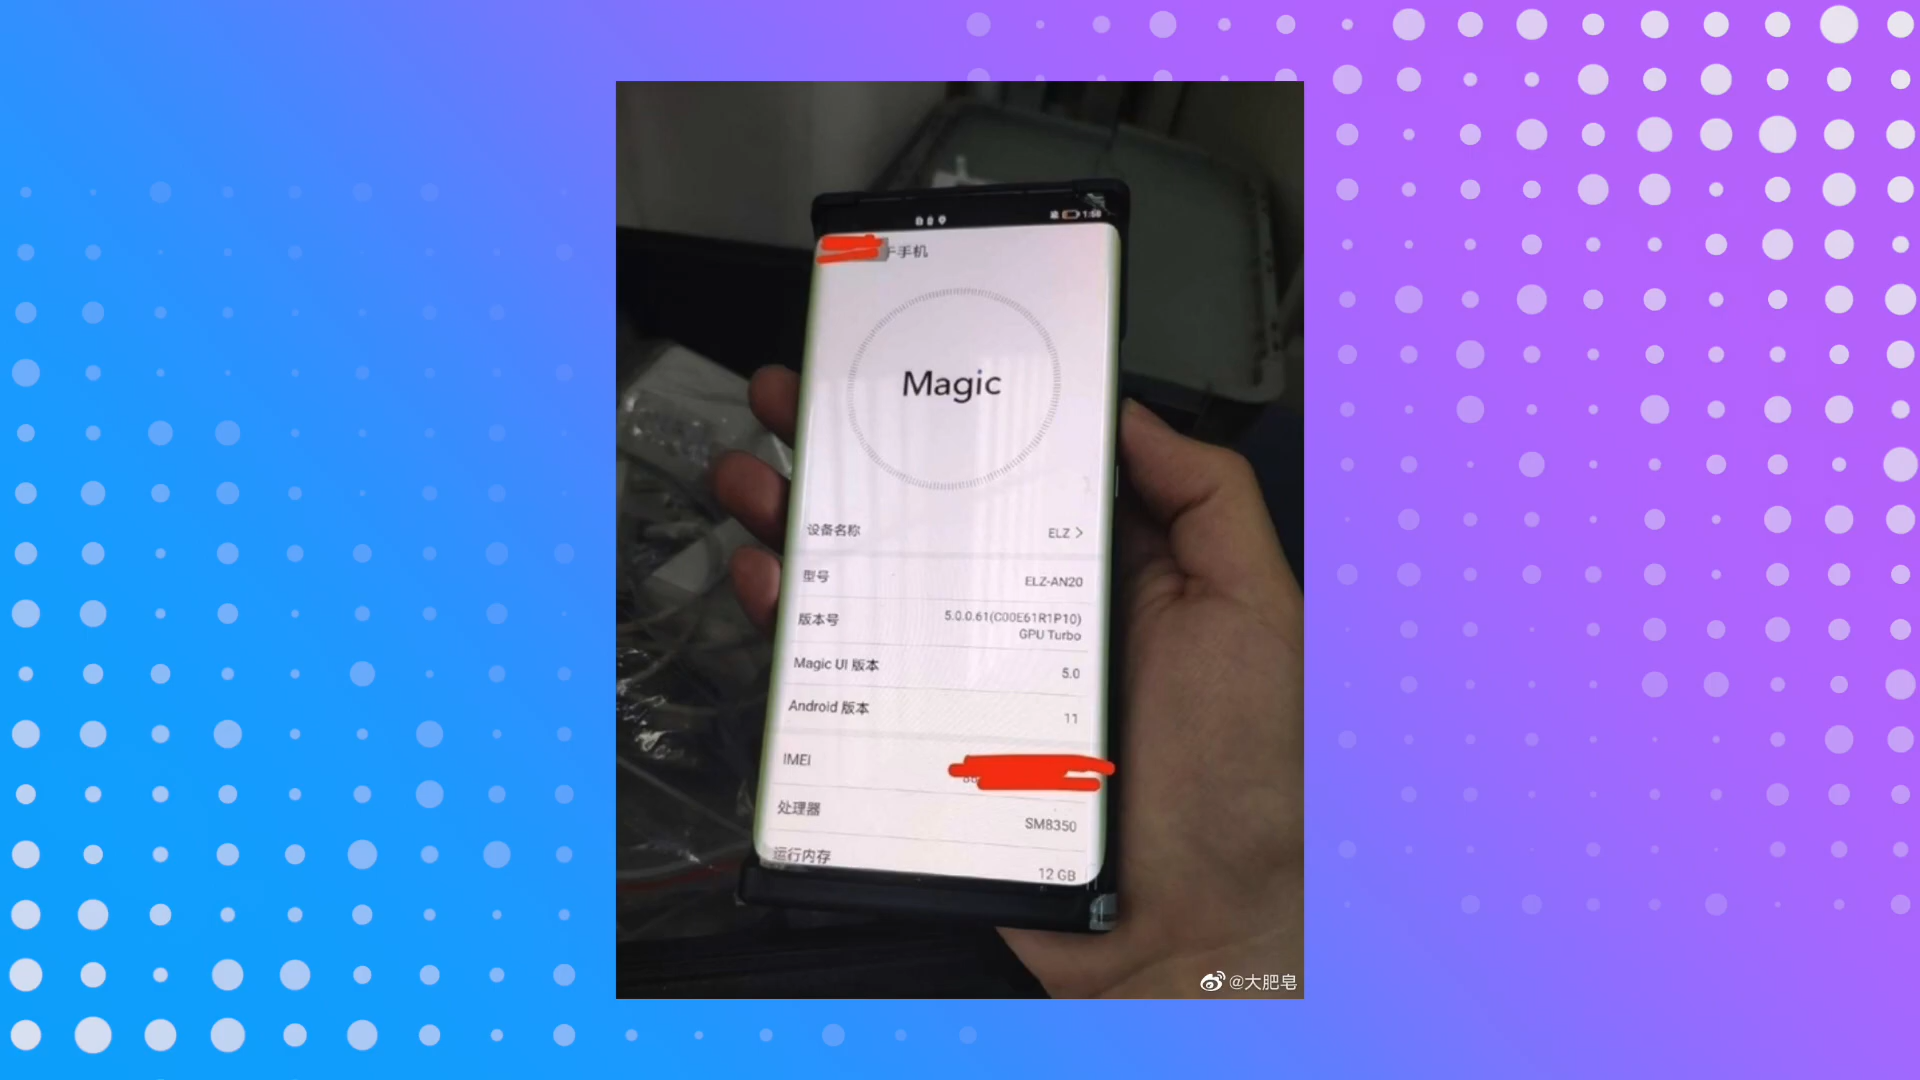 1:58
手机
Magic
设备名称 ELZ >
型号 ELZ-AN20
版本号 5.0.0.61(C00E61R1P10)
GPU Turbo
Magic UI 版本 5.0
Android 版本 11
IMEI
处理器 SM8350
运行内存 12 GB
@大肥皂